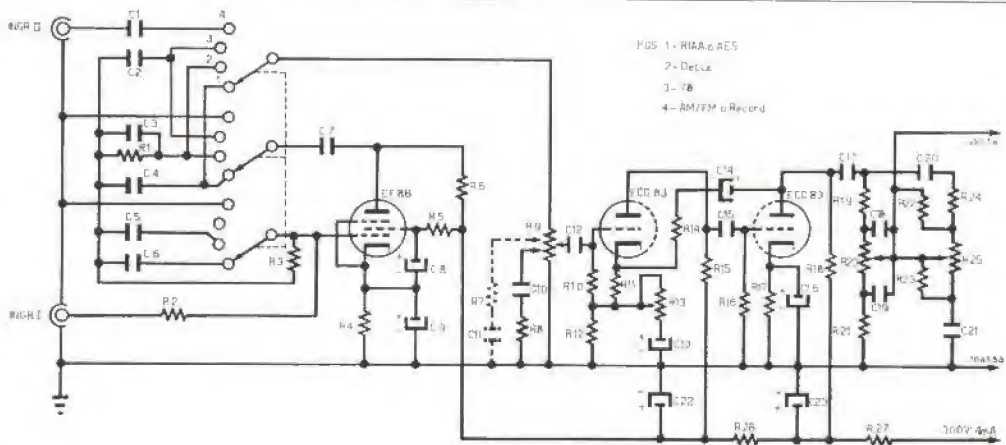 INGR II
C1
4
3
2
1
C2
C3
R1
C4
C5
C6
R3
R2
INGR I
C7
EF86
R5
R6
C8
C9
R4
R7
C11
C10
R8
R9
C12
ECC83
R10
R11
R12
R13
C13
R14
C14
R15
C15
R16
R17
ECC83
C16
R18
C17
R19
R20
R21
C18
C19
C20
R22
R23
R24
R25
C21
C22
C23
R26
R27
300V 4mA
POS 1 - RIAA o AES
2 - Decca
3 - 78
4 - AM/FM o Record
uscita
massa